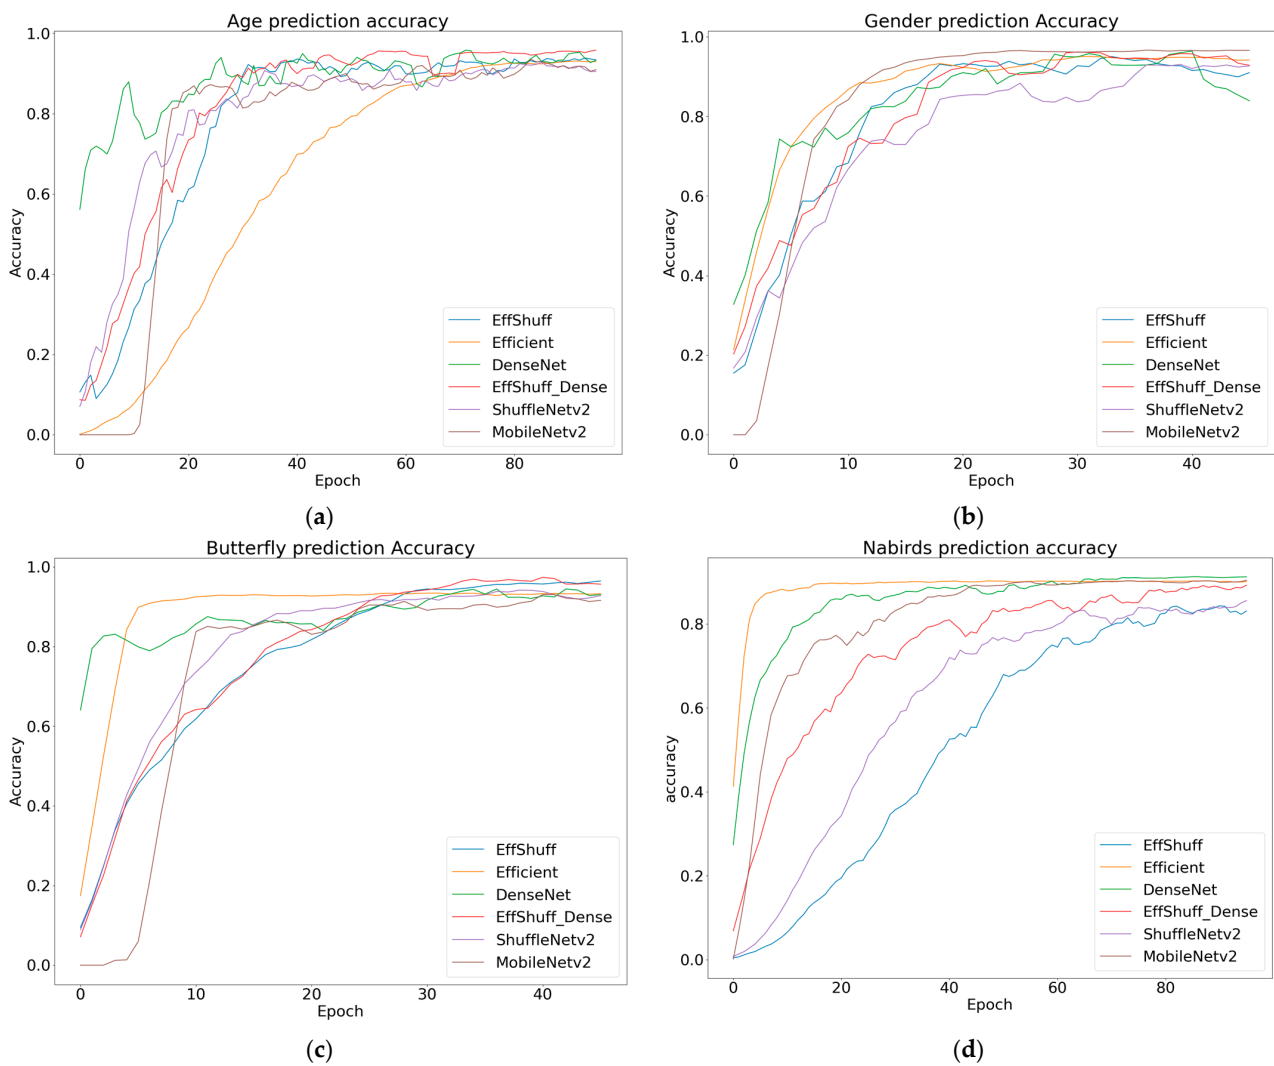 Age prediction accuracy
1.0
0.8
0.6
0.4
0.2
0.0
Accuracy
0 20 40 60 80
Epoch
EffShuff
Efficient
DenseNet
EffShuff_Dense
ShuffleNetv2
MobileNetv2
(a)
Gender prediction Accuracy
1.0
0.8
0.6
0.4
0.2
0.0
Accuracy
0 10 20 30 40
Epoch
EffShuff
Efficient
DenseNet
EffShuff_Dense
ShuffleNetv2
MobileNetv2
(b)
Butterfly prediction Accuracy
1.0
0.8
0.6
0.4
0.2
0.0
Accuracy
0 10 20 30 40
Epoch
EffShuff
Efficient
DenseNet
EffShuff_Dense
ShuffleNetv2
MobileNetv2
(c)
Nabirds prediction accuracy
0.8
0.6
0.4
0.2
0.0
accuracy
0 20 40 60 80
Epoch
EffShuff
Efficient
DenseNet
EffShuff_Dense
ShuffleNetv2
MobileNetv2
(d)